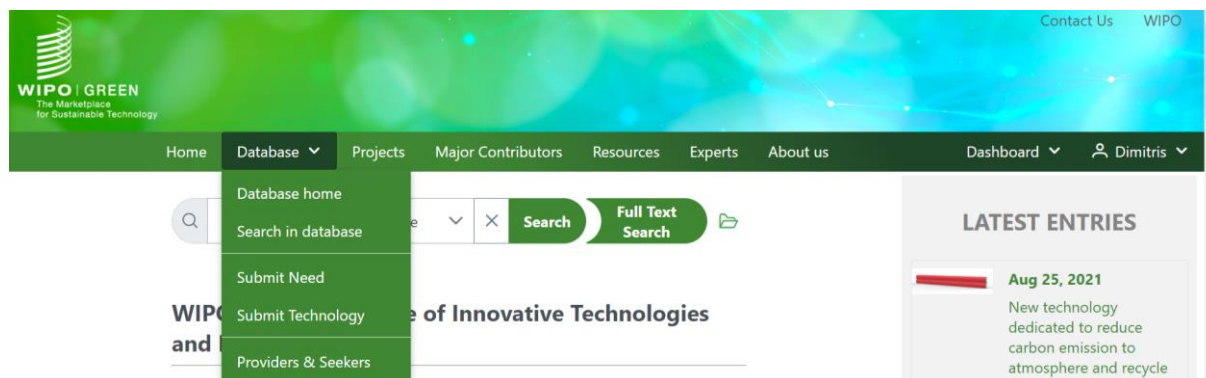 Contact Us WIPO
WIPO | GREEN
The Marketplace
for Sustainable Technology
Home Database Projects Major Contributors Resources Experts About us Dashboard Dimitris
Database home
Search in database
Submit Need
Submit Technology
Providers & Seekers
e Search Full Text
Search
WIPO e of Innovative Technologies
and
LATEST ENTRIES
Aug 25, 2021
New technology
dedicated to reduce
carbon emission to
atmosphere and recycle